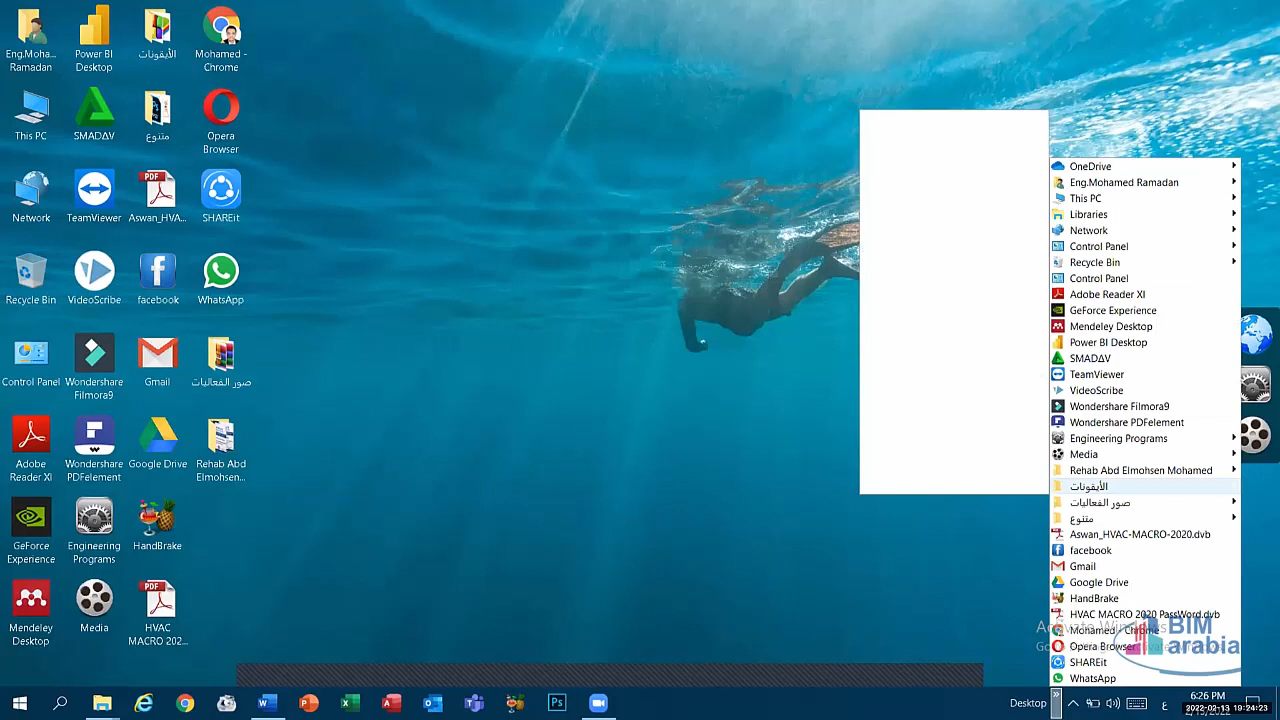 Eng.Moha...
Ramadan
Power BI
Desktop
الأيقونات
Mohamed -
Chrome
This PC
SMADAV
متنوع
Opera
Browser
Network
TeamViewer
Aswan_HVA...
SHAREit
Recycle Bin
VideoScribe
facebook
WhatsApp
Control Panel
Wondershare
Filmora9
Gmail
صور الفعاليات
Adobe
Reader XI
Wondershare
PDFelement
Google Drive
Rehab Abd
Elmohsen...
GeForce
Experience
Engineering
Programs
HandBrake
Mendeley
Desktop
Media
HVAC
MACRO 202...
PDF
PDF
OneDrive
Eng.Mohamed Ramadan
This PC
Libraries
Network
Control Panel
Recycle Bin
Control Panel
Adobe Reader XI
GeForce Experience
Mendeley Desktop
Power BI Desktop
SMADAV
TeamViewer
VideoScribe
Wondershare Filmora9
Wondershare PDFelement
Engineering Programs
Media
Rehab Abd Elmohsen Mohamed
الأيقونات
صور الفعاليات
متنوع
Aswan_HVAC-MACRO-2020.dvb
facebook
Gmail
Google Drive
HandBrake
HVAC MACRO 2020 PassWord.dvb
Mohamed - Chrome
Opera Browser
SHAREit
WhatsApp
BIM
arabia
Desktop
ع
6:26 PM
2022-02-13 19:24:23